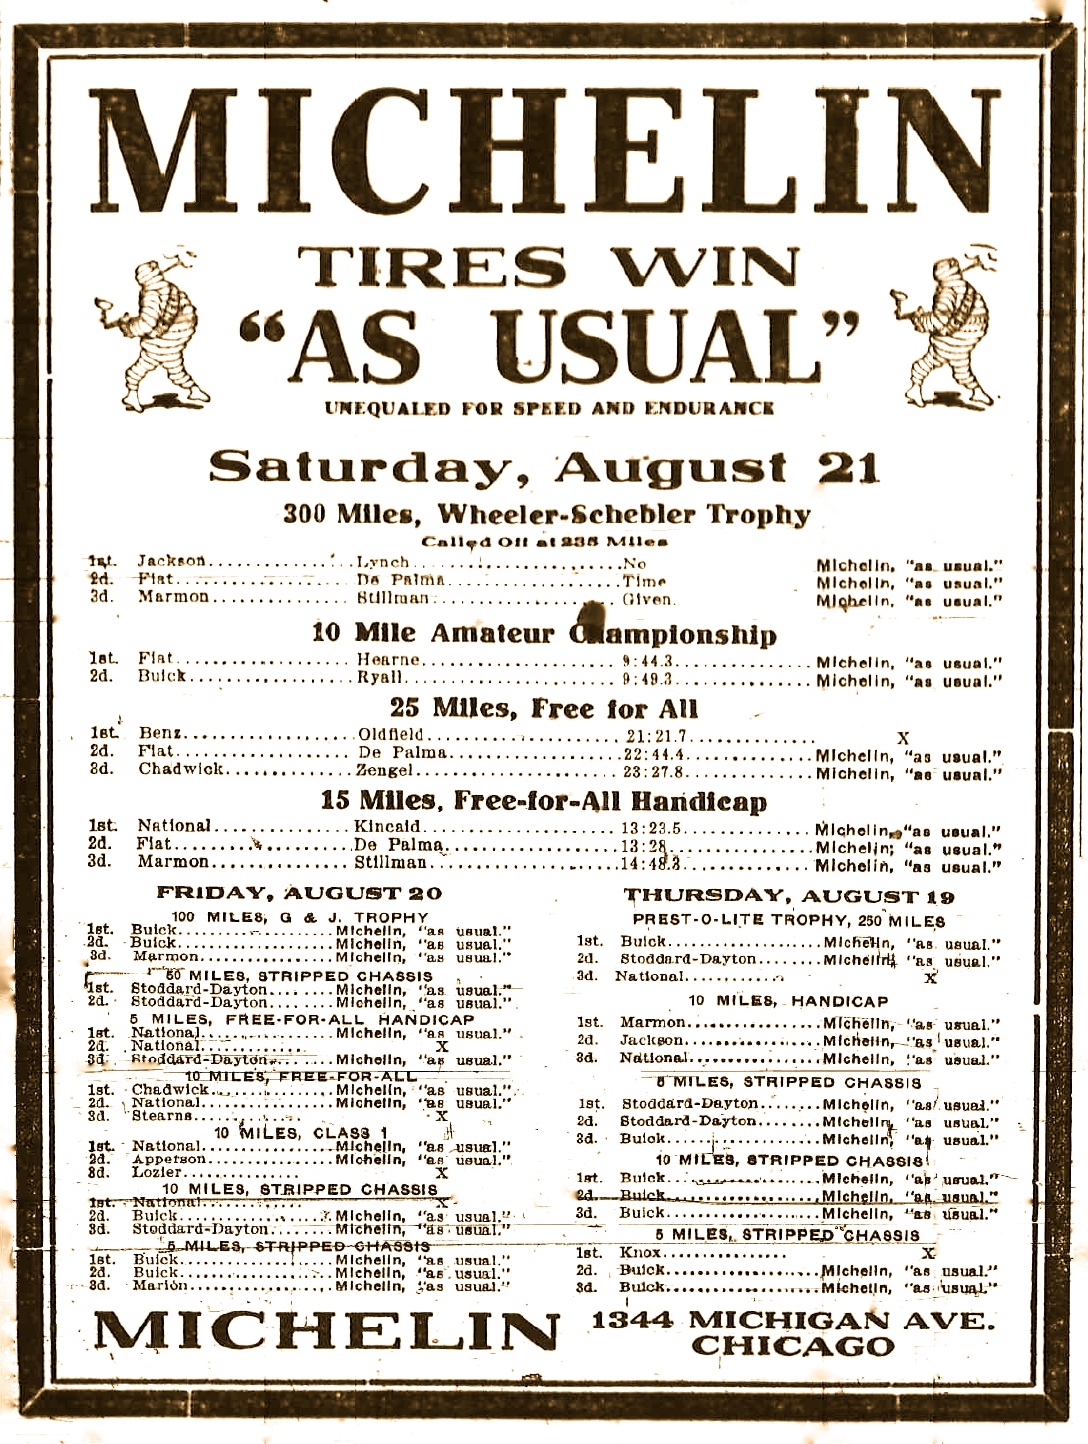 MICHELIN
TIRES WIN
"AS USUAL"
UNEQUALED FOR SPEED AND ENDURANCE
Saturday, August 21
300 Miles, Wheeler-Schebler Trophy
Called Off at 235 Miles
1st. Jackson Lynch No Michelin, "as usual."
2d. Fiat De Palma Time Michelin, "as usual."
3d. Marmon Stillman Given. Michelin, "as usual."
10 Mile Amateur Championship
1st. Fiat Hearne 9:44.3 Michelin, "as usual."
2d. Buick Ryall 9:49.3 Michelin, "as usual."
25 Miles, Free for All
1st. Benz Oldfield 21:21.7 X
2d. Fiat De Palma 22:44.4 Michelin, "as usual."
3d. Chadwick Zengel 23:27.8 Michelin, "as usual."
15 Miles, Free-for-All Handicap
1st. National Kincaid 13:23.5 Michelin, "as usual."
2d. Fiat De Palma 13:28 Michelin, "as usual."
3d. Marmon Stillman 14:48.3 Michelin, "as usual."
FRIDAY, AUGUST 20
100 MILES, G & J. TROPHY
1st. Buick Michelin, "as usual."
2d. Buick Michelin, "as usual."
3d. Marmon Michelin, "as usual."
50 MILES, STRIPPED CHASSIS
1st. Stoddard-Dayton Michelin, "as usual."
2d. Stoddard-Dayton Michelin, "as usual."
5 MILES, FREE-FOR-ALL HANDICAP
1st. National Michelin, "as usual."
2d. National X
3d. Stoddard-Dayton Michelin, "as usual."
10 MILES, FREE-FOR-ALL
1st. Chadwick Michelin, "as usual."
2d. National Michelin, "as usual."
3d. Stearns X
10 MILES, CLASS 1
1st. National Michelin, "as usual."
2d. Apperson Michelin, "as usual."
3d. Lozier X
10 MILES, STRIPPED CHASSIS
1st. National X
2d. Buick Michelin, "as usual."
3d. Stoddard-Dayton Michelin, "as usual."
5 MILES, STRIPPED CHASSIS
1st. Buick Michelin, "as usual."
2d. Buick Michelin, "as usual."
3d. Marion Michelin, "as usual."
THURSDAY, AUGUST 19
PREST-O-LITE TROPHY, 250 MILES
1st. Buick Michelin, "as usual."
2d. Stoddard-Dayton Michelin, "as usual."
3d. National X
10 MILES, HANDICAP
1st. Marmon Michelin, "as usual."
2d. Jackson Michelin, "as usual."
3d. National Michelin, "as usual."
5 MILES, STRIPPED CHASSIS
1st. Stoddard-Dayton Michelin, "as usual."
2d. Stoddard-Dayton Michelin, "as usual."
3d. Buick Michelin, "as usual."
10 MILES, STRIPPED CHASSIS
1st. Buick Michelin, "as usual."
2d. Buick Michelin, "as usual."
3d. Buick Michelin, "as usual."
5 MILES, STRIPPED CHASSIS
1st. Knox X
2d. Buick Michelin, "as usual."
3d. Buick Michelin, "as usual."
MICHELIN
1344 MICHIGAN AVE.
CHICAGO